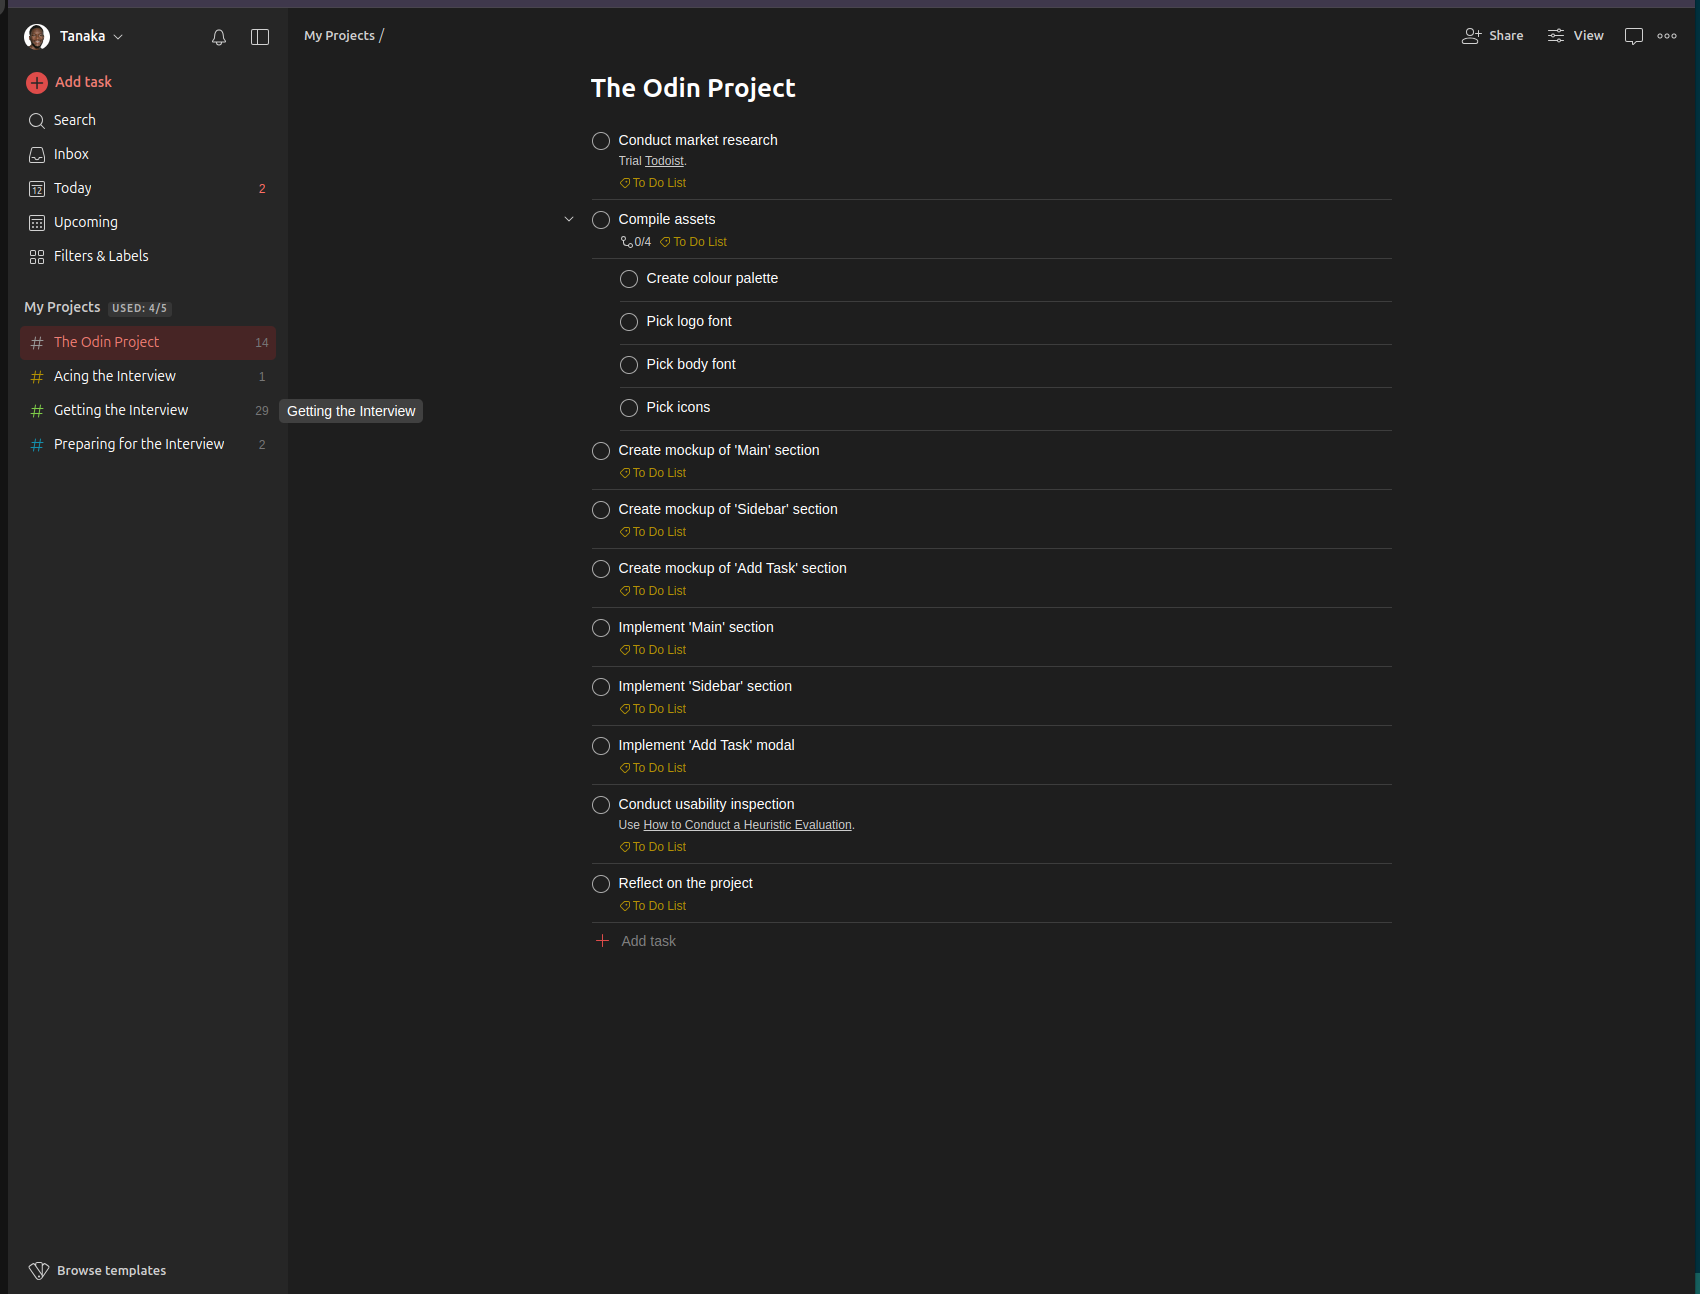 Tanaka
Add task
Search
Inbox
12 Today 2
Upcoming
Filters & Labels
My Projects USED: 4/5
# The Odin Project 14
# Acing the Interview 1
# Getting the Interview 29
# Preparing for the Interview 2
Getting the Interview
Browse templates
My Projects /
Share
View
The Odin Project
Conduct market research
Trial Todoist.
To Do List
Compile assets
0/4 To Do List
Create colour palette
Pick logo font
Pick body font
Pick icons
Create mockup of 'Main' section
To Do List
Create mockup of 'Sidebar' section
To Do List
Create mockup of 'Add Task' section
To Do List
Implement 'Main' section
To Do List
Implement 'Sidebar' section
To Do List
Implement 'Add Task' modal
To Do List
Conduct usability inspection
Use How to Conduct a Heuristic Evaluation.
To Do List
Reflect on the project
To Do List
Add task